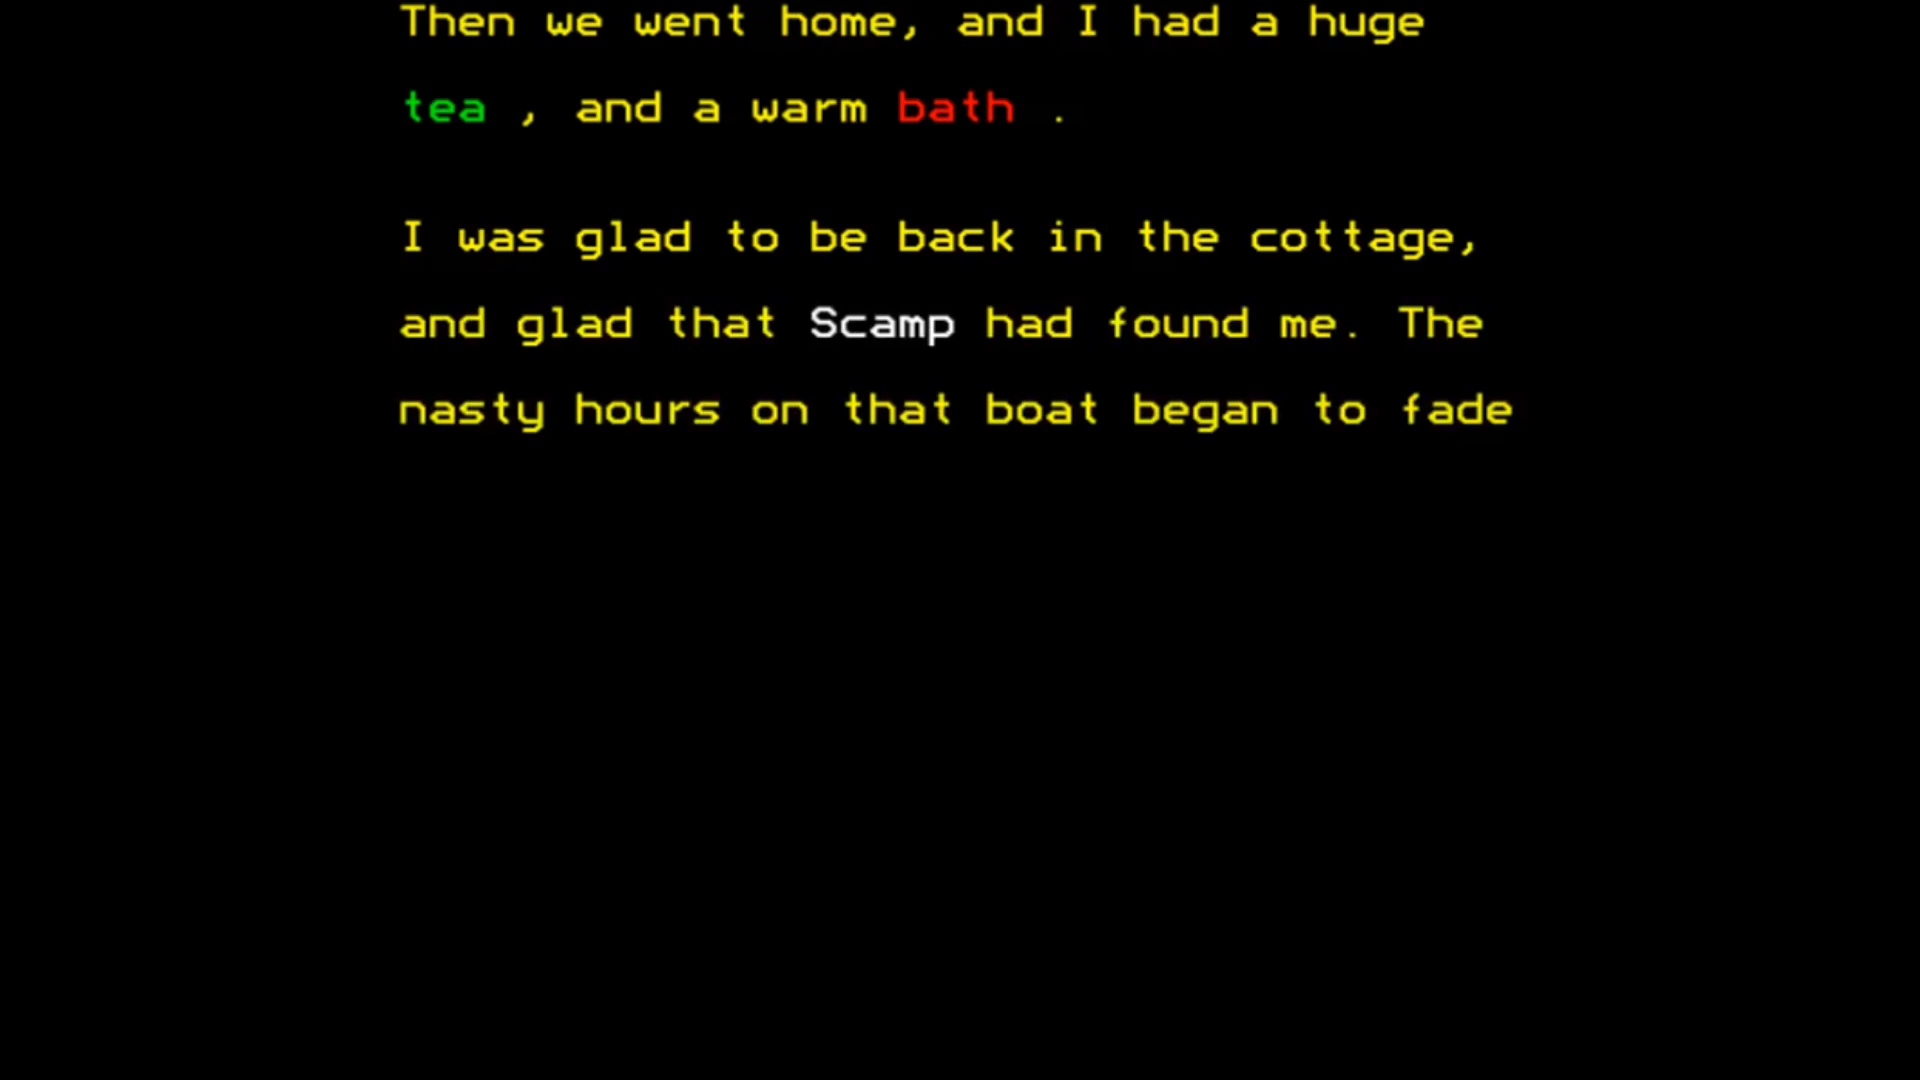 Then we went home, and I had a huge
tea , and a warm bath .
I was glad to be back in the cottage,
and glad that Scamp had found me. The
nasty hours on that boat began to fade